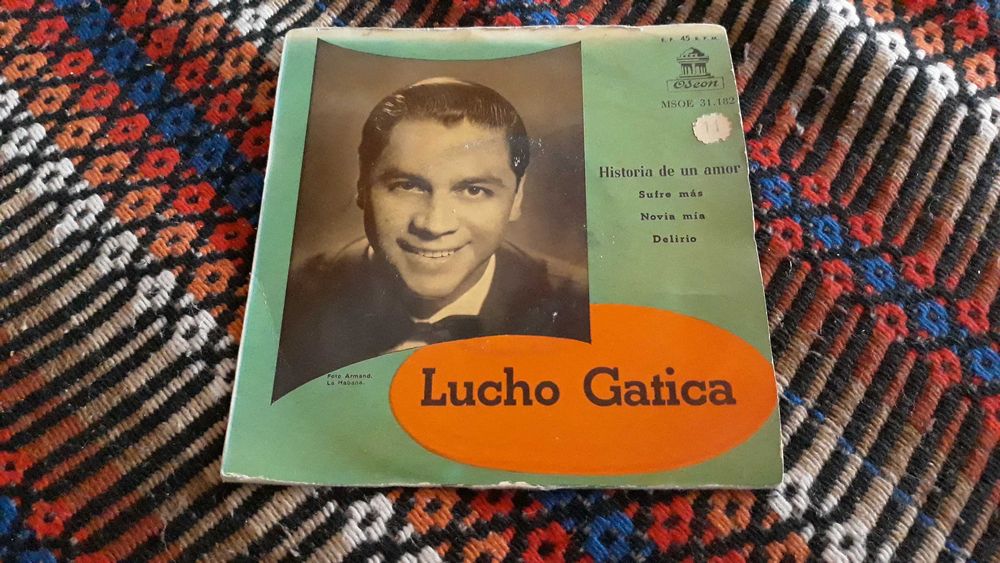 E.P. 45 R.P.M.
Odeon
MSOE 31.182
11
Historia de un amor
Sufre más
Novia mía
Delirio
Foto Armand.
La Habana.
Lucho Gatica